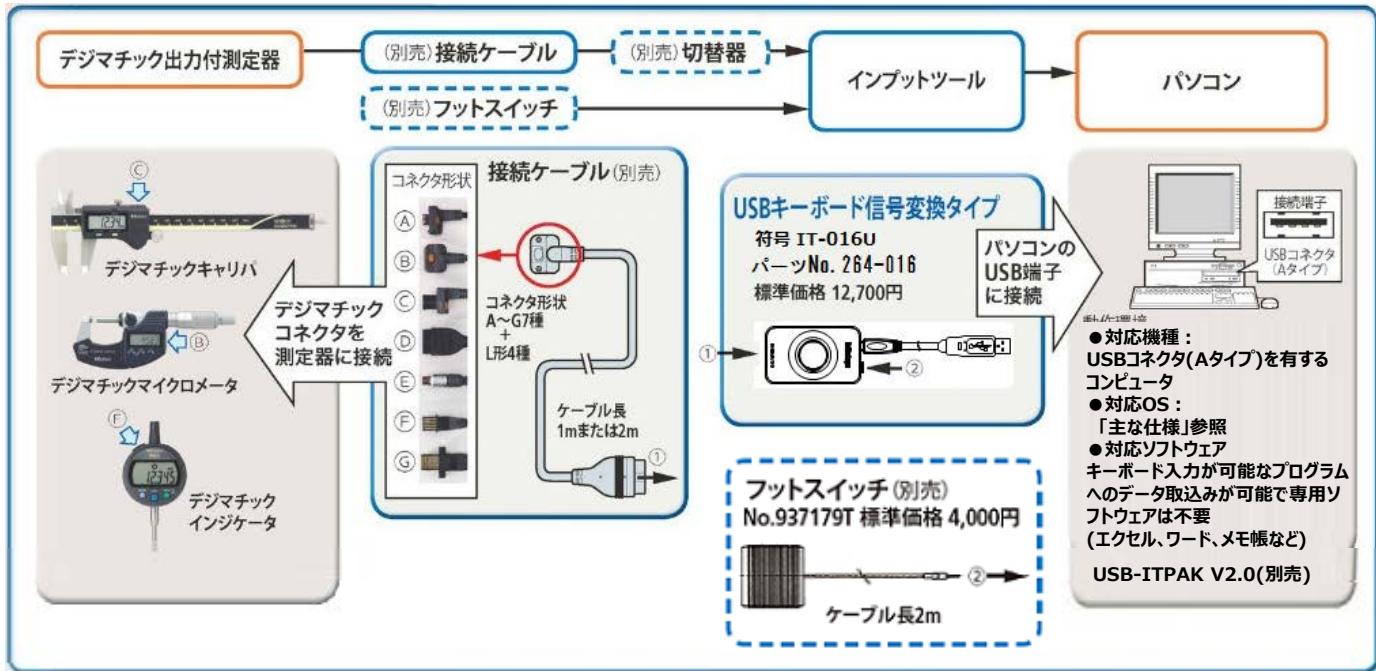 デジマチック出力付測定器
(別売)接続ケーブル
(別売)切替器
(別売)フットスイッチ
インプットツール
パソコン
Ⓒ
デジマチックキャリパ
Ⓑ
デジマチックマイクロメータ
Ⓕ
12345
デジマチック
インジケータ
デジマチック
コネクタを
測定器に接続
コネクタ形状
Ⓐ
Ⓑ
Ⓒ
Ⓓ
Ⓔ
Ⓕ
Ⓖ
接続ケーブル(別売)
コネクタ形状
A～G7種
+
L形4種
ケーブル長
1mまたは2m
①
USBキーボード信号変換タイプ
符号 IT-016U
パーツNo. 264-016
標準価格 12,700円
①
②
フットスイッチ(別売)
No.937179T 標準価格 4,000円
②
ケーブル長2m
パソコンの
USB端子
に接続
接続端子
USBコネクタ
(Aタイプ)
動作環境
●対応機種：
USBコネクタ(Aタイプ)を有する
コンピュータ
●対応OS：
「主な仕様」参照
●対応ソフトウェア
キーボード入力が可能なプログラム
へのデータ取込みが可能で専用ソ
フトウェアは不要
(エクセル、ワード、メモ帳など)
USB-ITPAK V2.0(別売)